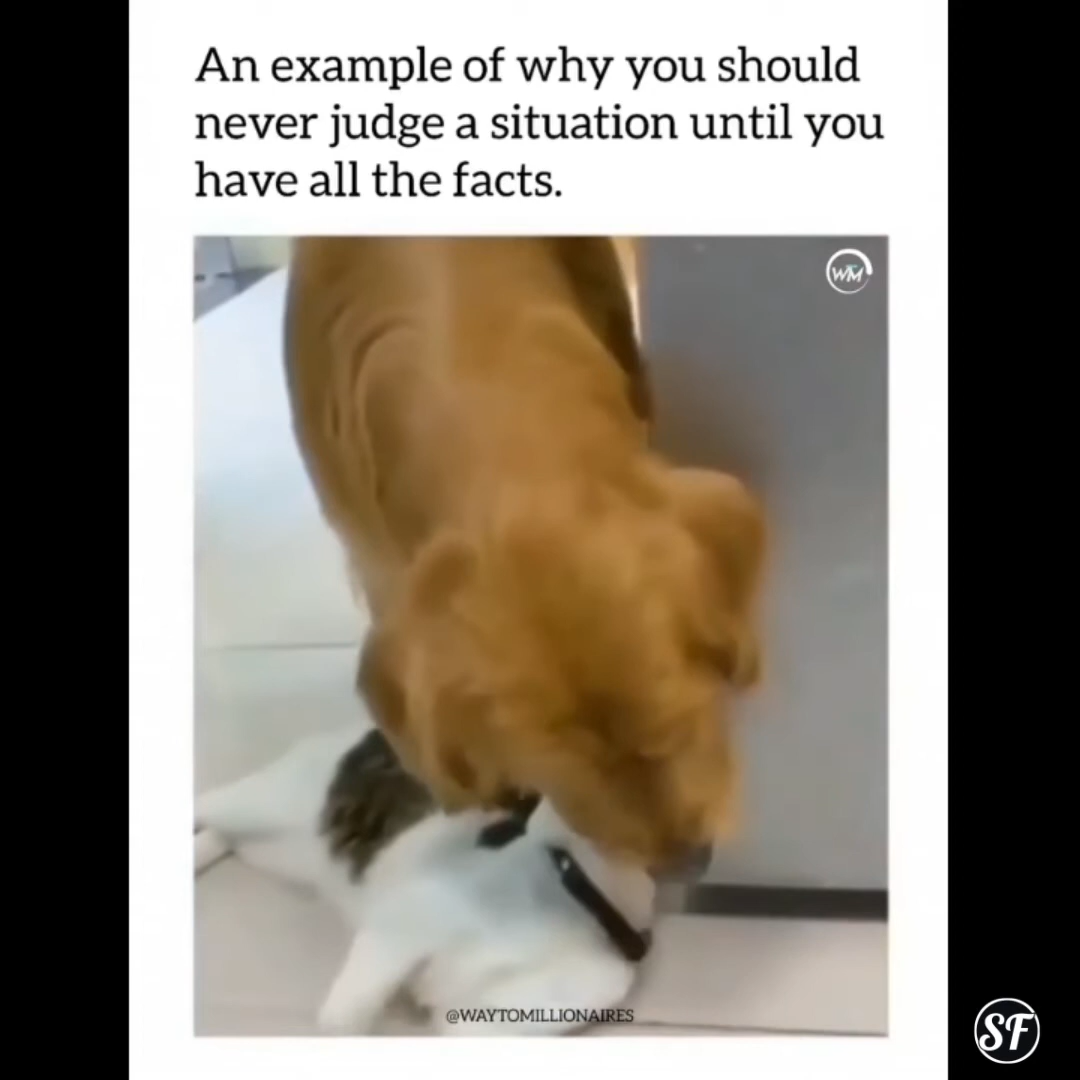 An example of why you should
never judge a situation until you
have all the facts.
WM
@WAYTOMILLIONAIRES
SF